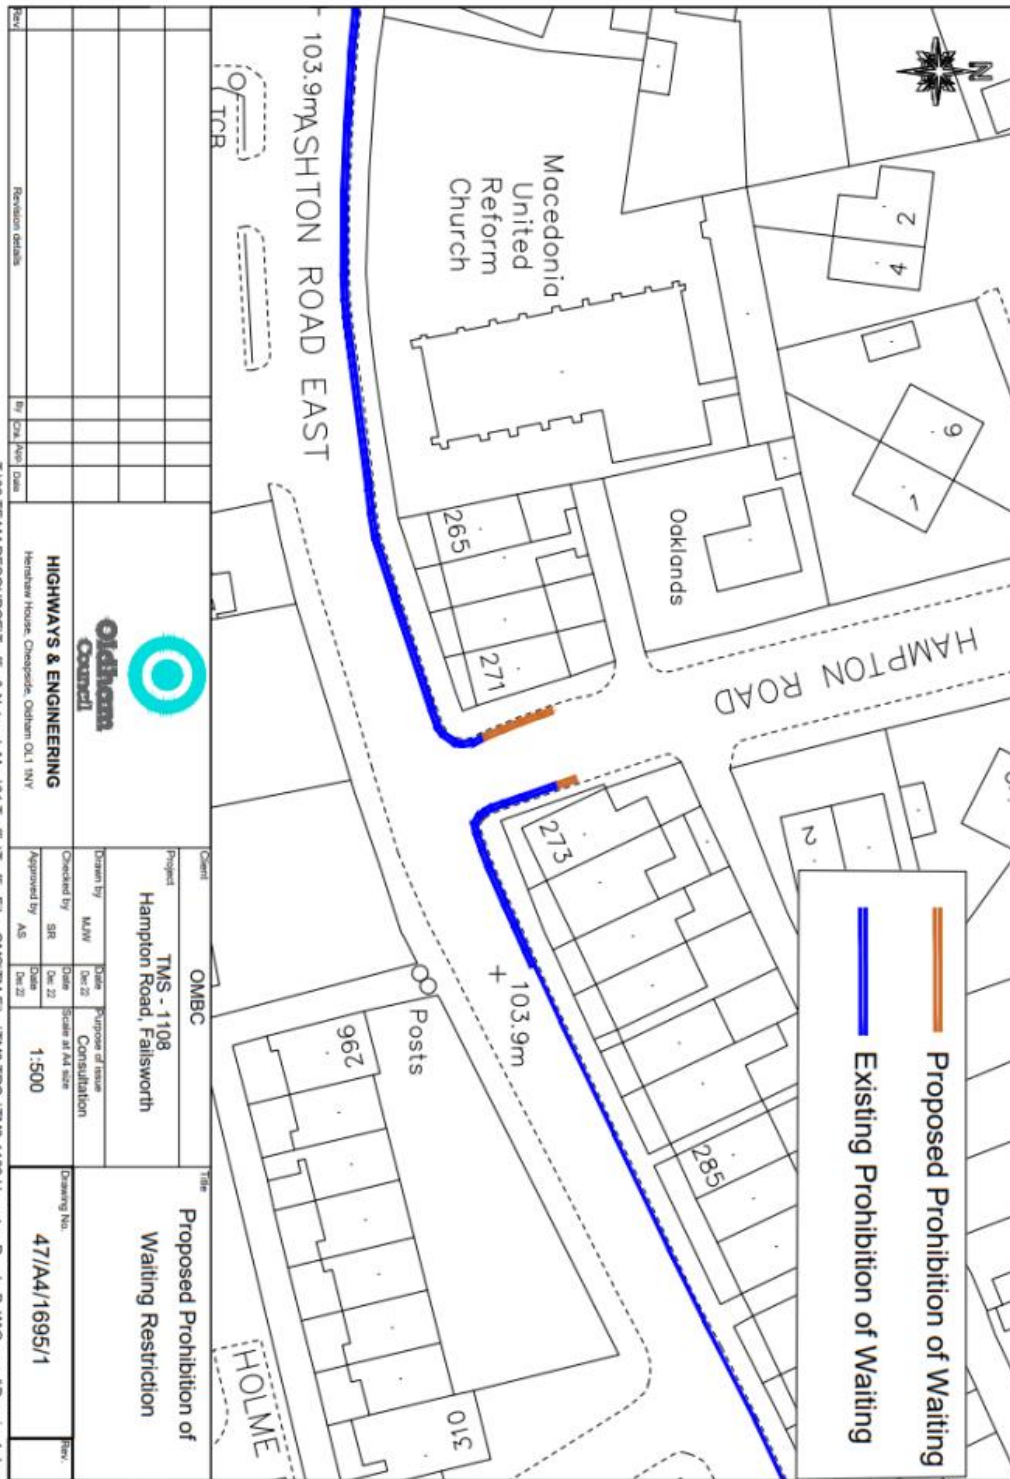 N
2
4
6
Macedonia
United
Reform
Church
103.9m
ASHTON ROAD EAST
TCB
Oaklands
265
271
HAMPTON ROAD
2
273
285
103.9m
Posts
296
310
HOLME
Proposed Prohibition of Waiting
Existing Prohibition of Waiting
Rev.
Revision details
By
Chk.
App.
Date
Oldham
Council
HIGHWAYS & ENGINEERING
Henshaw House, Cheapside, Oldham OL1 1NY
Client
OMBC
Project
TMS - 1108
Hampton Road, Failsworth
Drawn by
MJW
Date
Dec 22
Purpose of issue
Consultation
Checked by
SR
Date
Dec 22
Scale at A4 size
1:500
Approved by
AS
Date
Dec 22
Title
Proposed Prohibition of
Waiting Restriction
Drawing No.
47/A4/1695/1
Rev.